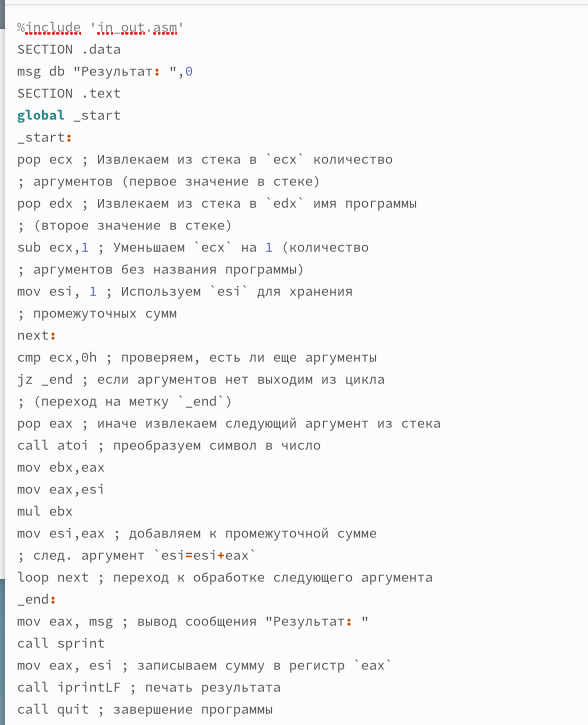 %include 'in_out.asm'
SECTION .data
msg db "Результат: ",0
SECTION .text
global _start
_start:
pop ecx ; Извлекаем из стека в `ecx` количество
; аргументов (первое значение в стеке)
pop edx ; Извлекаем из стека в `edx` имя программы
; (второе значение в стеке)
sub ecx,1 ; Уменьшаем `ecx` на 1 (количество
; аргументов без названия программы)
mov esi, 1 ; Используем `esi` для хранения
; промежуточных сумм
next:
cmp ecx,0h ; проверяем, есть ли еще аргументы
jz _end ; если аргументов нет выходим из цикла
; (переход на метку `_end`)
pop eax ; иначе извлекаем следующий аргумент из стека
call atoi ; преобразуем символ в число
mov ebx,eax
mov eax,esi
mul ebx
mov esi,eax ; добавляем к промежуточной сумме
; след. аргумент `esi=esi+eax`
loop next ; переход к обработке следующего аргумента
_end:
mov eax, msg ; вывод сообщения "Результат: "
call sprint
mov eax, esi ; записываем сумму в регистр `eax`
call iprintLF ; печать результата
call quit ; завершение программы